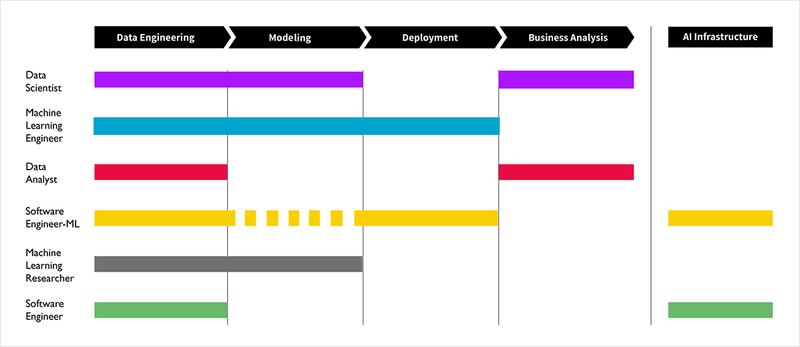 Data Engineering
Modeling
Deployment
Business Analysis
AI Infrastructure
Data
Scientist
Machine
Learning
Engineer
Data
Analyst
Software
Engineer-ML
Machine
Learning
Researcher
Software
Engineer